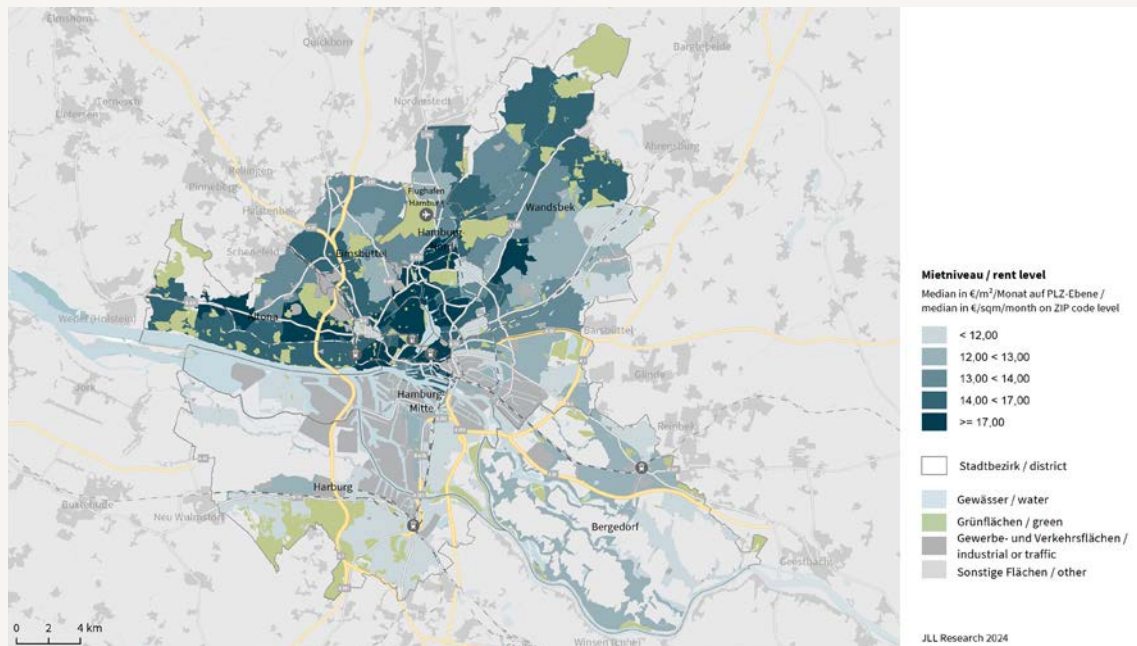 Elmshorn
Quickborn
Bargteheide
Tornesch
Uetersen
Norderstedt
Ahrensburg
Rellingen
Pinneberg
Flughafen
Hamburg
Wandsbek
Halstenbek
Hamburg-
Nord
Schenefeld
Eimsbüttel
Altona
Wedel (Holstein)
Barsbüttel
Jork
Glinde
Hamburg-
Mitte
Reinbek
Harburg
Buxtehude
Neu Wulmstorf
Bergedorf
Geesthacht
Winsen (Luhe)
0 2 4 km
Mietniveau / rent level
Median in €/m²/Monat auf PLZ-Ebene /
median in €/sqm/month on ZIP code level
< 12,00
12,00 < 13,00
13,00 < 14,00
14,00 < 17,00
>= 17,00
Stadtbezirk / district
Gewässer / water
Grünflächen / green
Gewerbe- und Verkehrsflächen /
industrial or traffic
Sonstige Flächen / other
JLL Research 2024